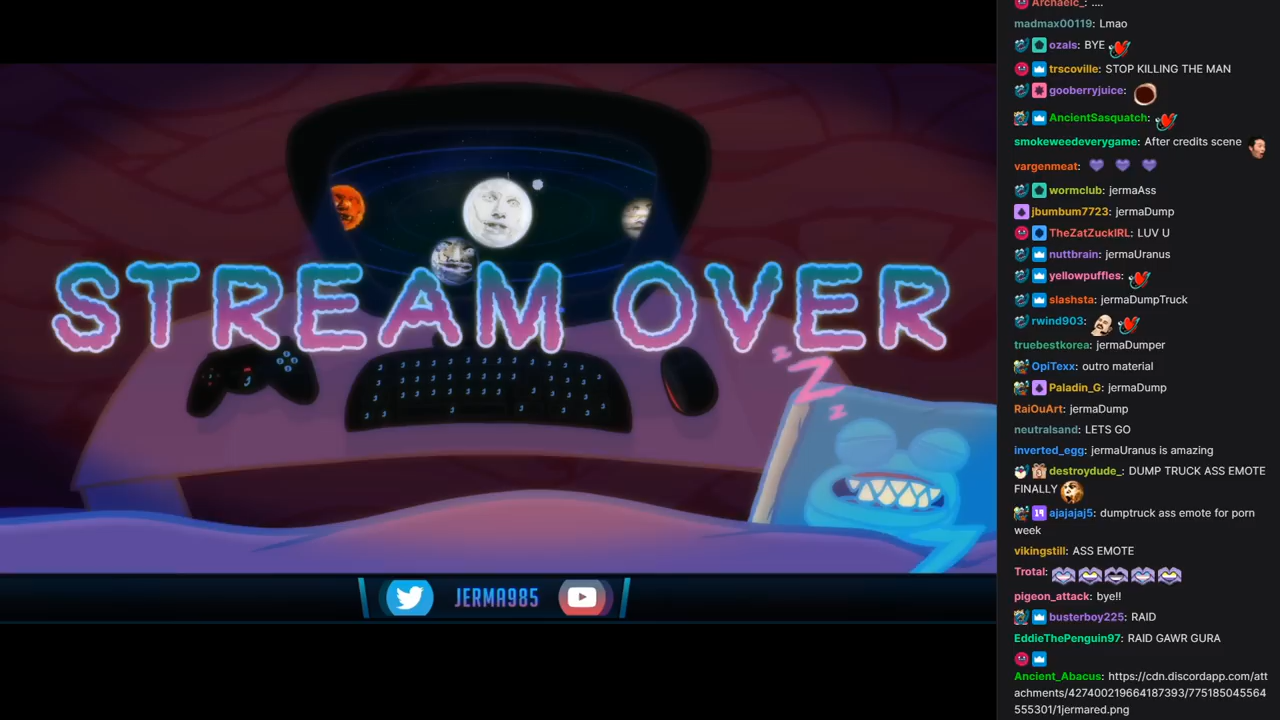 STREAM OVER
z
Z
z
JERMA985
Archaeic_: ....
madmax00119: Lmao
ozals: BYE
trscoville: STOP KILLING THE MAN
gooberryjuice:
AncientSasquatch:
smokeweedeverygame: After credits scene
vargenmeat:
wormclub: jermaAss
jbumbum7723: jermaDump
TheZatZuckIRL: LUV U
nuttbrain: jermaUranus
yellowpuffles:
slashsta: jermaDumpTruck
rwind903:
truebestkorea: jermaDumper
OpiTexx: outro material
Paladin_G: jermaDump
RaiOuArt: jermaDump
neutralsand: LETS GO
inverted_egg: jermaUranus is amazing
destroydude_: DUMP TRUCK ASS EMOTE
FINALLY
ajajajaj5: dumptruck ass emote for porn
week
vikingstill: ASS EMOTE
Trotal:
pigeon_attack: bye!!
busterboy225: RAID
EddieThePenguin97: RAID GAWR GURA
Ancient_Abacus: https://cdn.discordapp.com/att
achments/427400219664187393/775185045564
555301/1jermared.png